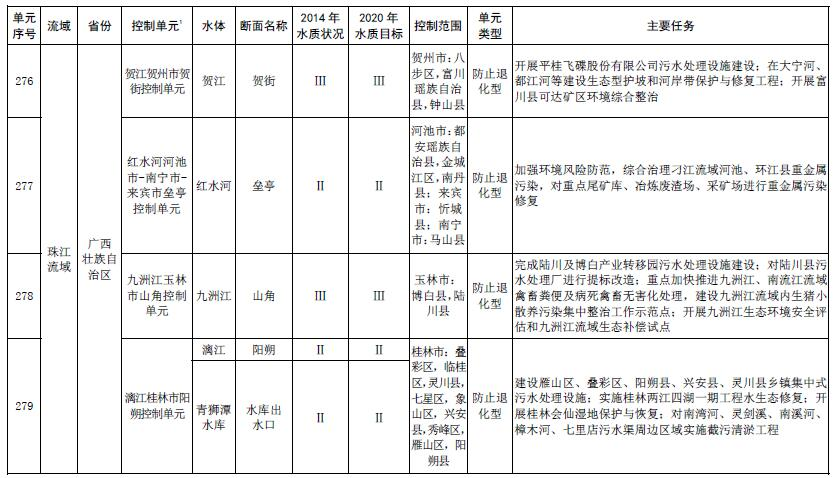 单元
序号
流域
省份
控制单元1
水体
断面名称
2014 年
水质状况
2020 年
水质目标
控制范围
单元
类型
主要任务
276
珠江
流域
广西
壮族自
治区
贺江贺州市贺
街控制单元
贺江
贺街
Ⅲ
Ⅲ
贺州市：八
步区,富川
瑶族自治
县,钟山县
防止退
化型
开展平桂飞碟股份有限公司污水处理设施建设；在大宁河、
都江河等建设生态型护坡和河岸带保护与修复工程；开展富
川县可达矿区环境综合整治
277
红水河河池
市-南宁市-
来宾市垒亭
控制单元
红水河
垒亭
Ⅱ
Ⅱ
河池市：都
安瑶族自
治县,金城
江区,南丹
县；来宾
市：忻城
县；南宁
市:马山县
防止退
化型
加强环境风险防范，综合治理刁江流域河池、环江县重金属
污染，对重点尾矿库、冶炼废渣场、采矿场进行重金属污染
修复
278
九洲江玉林
市山角控制
单元
九洲江
山角
Ⅲ
Ⅲ
玉林市：
博白县,陆
川县
防止退
化型
完成陆川及博白产业转移园污水处理设施建设；对陆川县污
水处理厂进行提标改造；重点加快推进九洲江、南流江流域
禽畜粪便及病死禽畜无害化处理，建设九洲江流域内生猪小
散养污染集中整治工作示范点；开展九洲江生态环境安全评
估和九洲江流域生态补偿试点
279
漓江桂林市阳
朔控制单元
漓江
阳朔
Ⅱ
Ⅱ
青狮潭
水库
水库出
水口
Ⅱ
Ⅱ
桂林市：叠
彩区，临桂
区,灵川县,
七星区，象
山区，兴安
县,秀峰区,
雁山区，阳
朔县
防止退
化型
建设雁山区、叠彩区、阳朔县、兴安县、灵川县乡镇集中式
污水处理设施；实施桂林两江四湖一期工程水生态修复；开
展桂林会仙湿地保护与恢复；对南湾河、灵剑溪、南溪河、
樟木河、七里店污水渠周边区域实施截污清淤工程